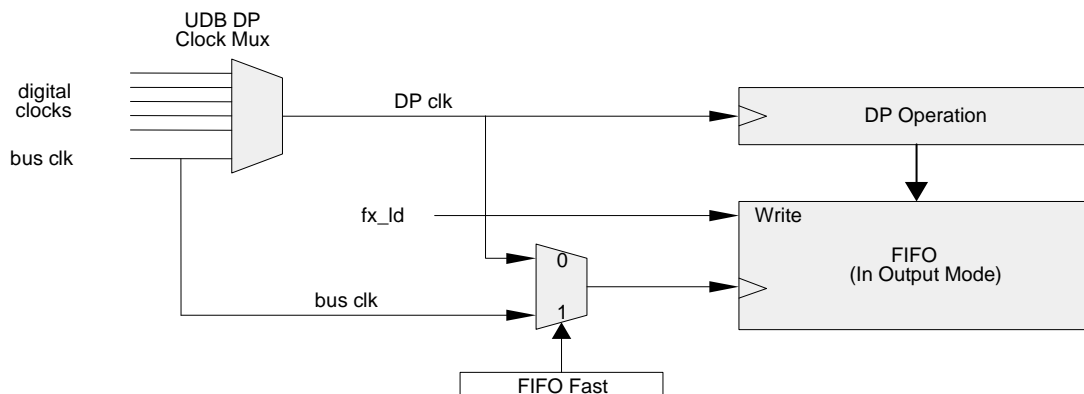 UDB DP
Clock Mux
digital
clocks
DP clk
DP Operation
bus clk
fx_ld
Write
0
FIFO
(In Output Mode)
bus clk
1
FIFO Fast